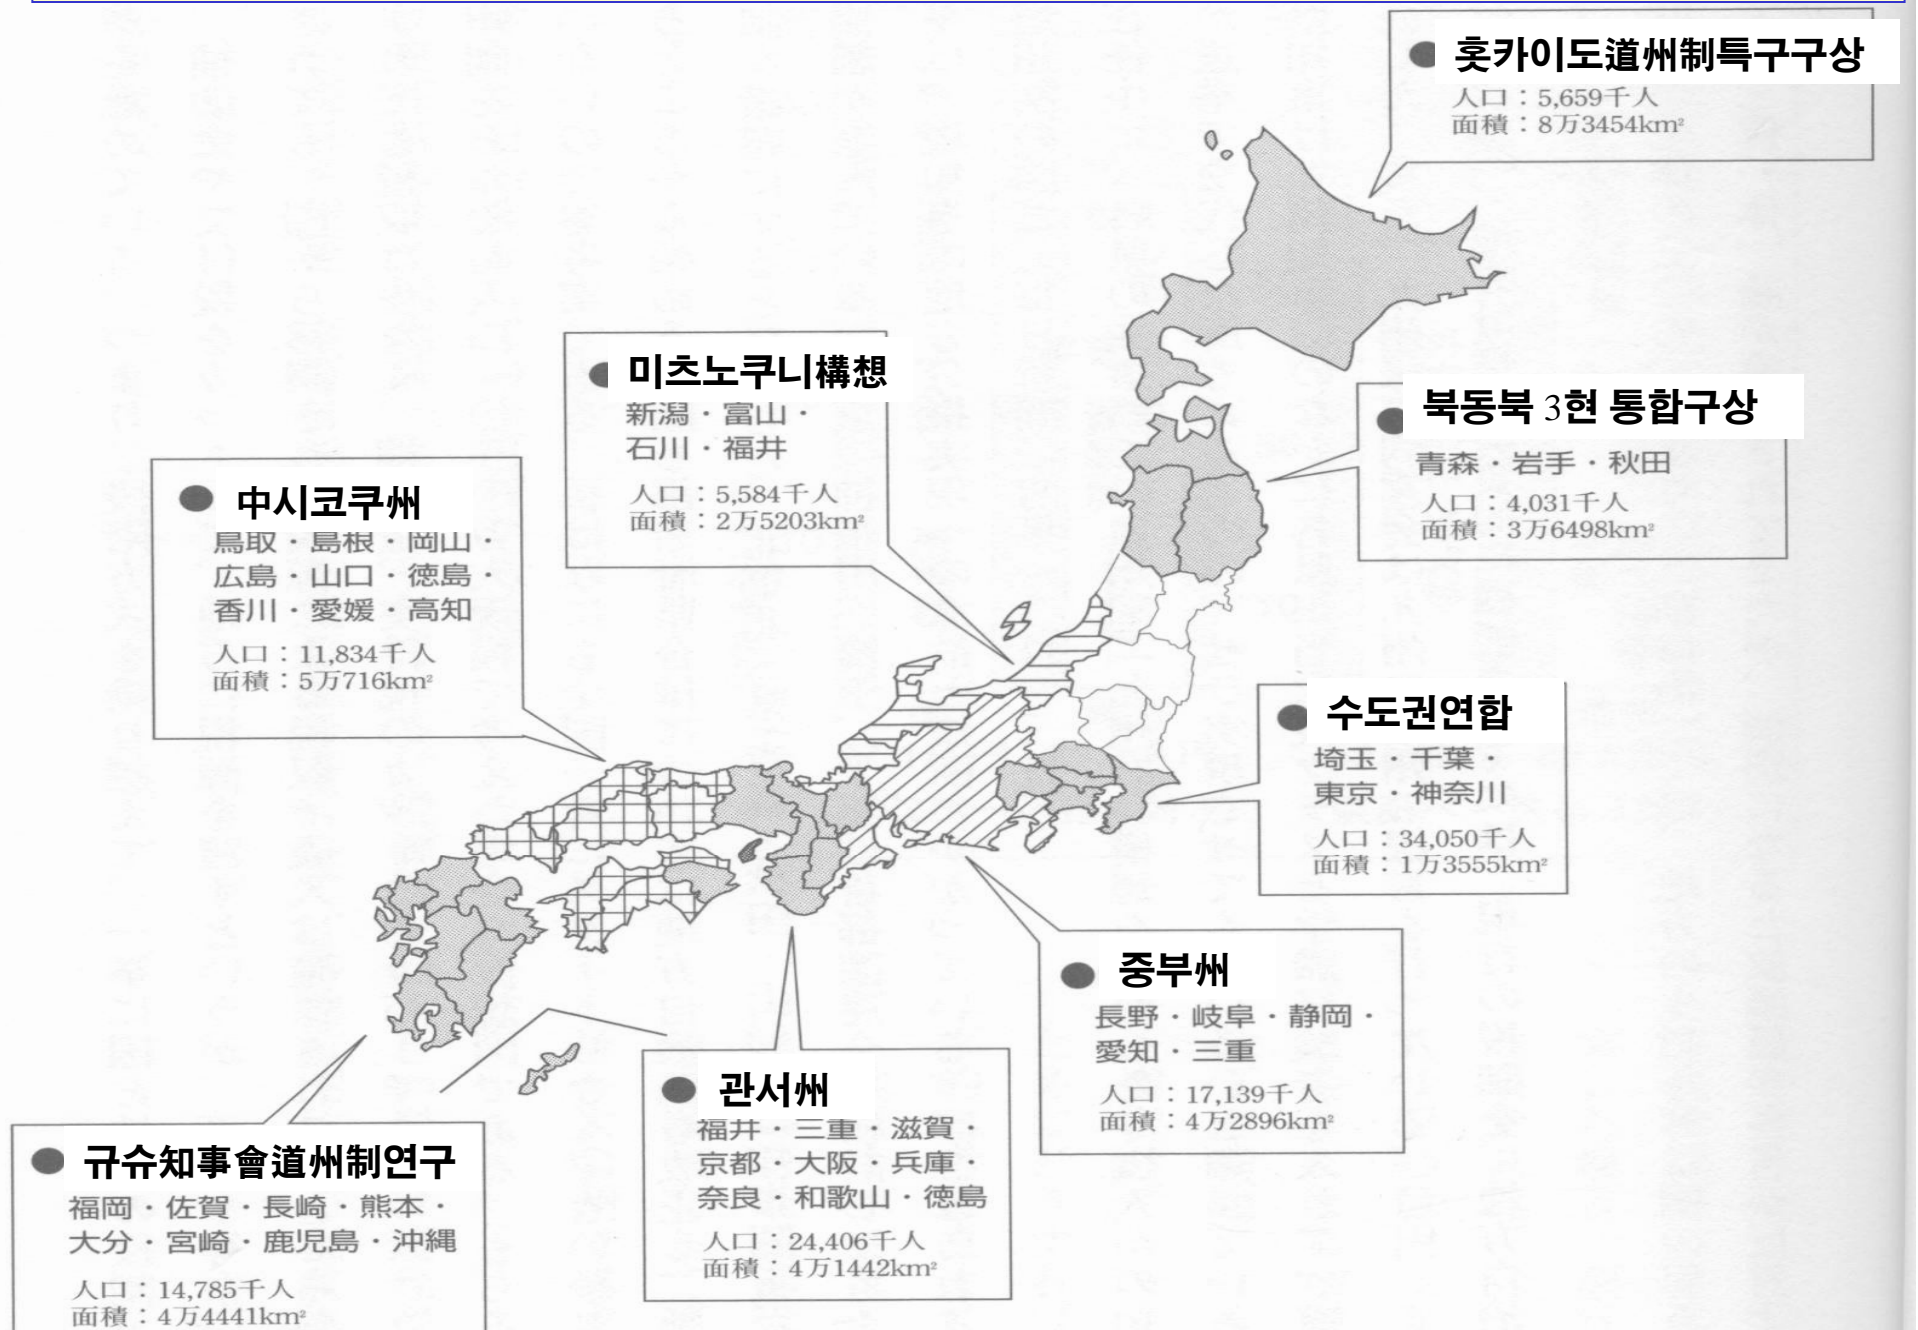 홋카이도道州制특구구상
人口：5,659千人
面積：8万3454km²
미츠노쿠니構想
新潟・富山・
石川・福井
人口：5,584千人
面積：2万5203km²
북동북 3현 통합구상
青森・岩手・秋田
人口：4,031千人
面積：3万6498km²
中시코쿠州
鳥取・島根・岡山・
広島・山口・徳島・
香川・愛媛・高知
人口：11,834千人
面積：5万716km²
수도권연합
埼玉・千葉・
東京・神奈川
人口：34,050千人
面積：1万3555km²
중부州
長野・岐阜・静岡・
愛知・三重
人口：17,139千人
面積：4万2896km²
관서州
福井・三重・滋賀・
京都・大阪・兵庫・
奈良・和歌山・徳島
人口：24,406千人
面積：4万1442km²
규슈知事會道州制연구
福岡・佐賀・長崎・熊本・
大分・宮崎・鹿児島・沖縄
人口：14,785千人
面積：4万4441km²